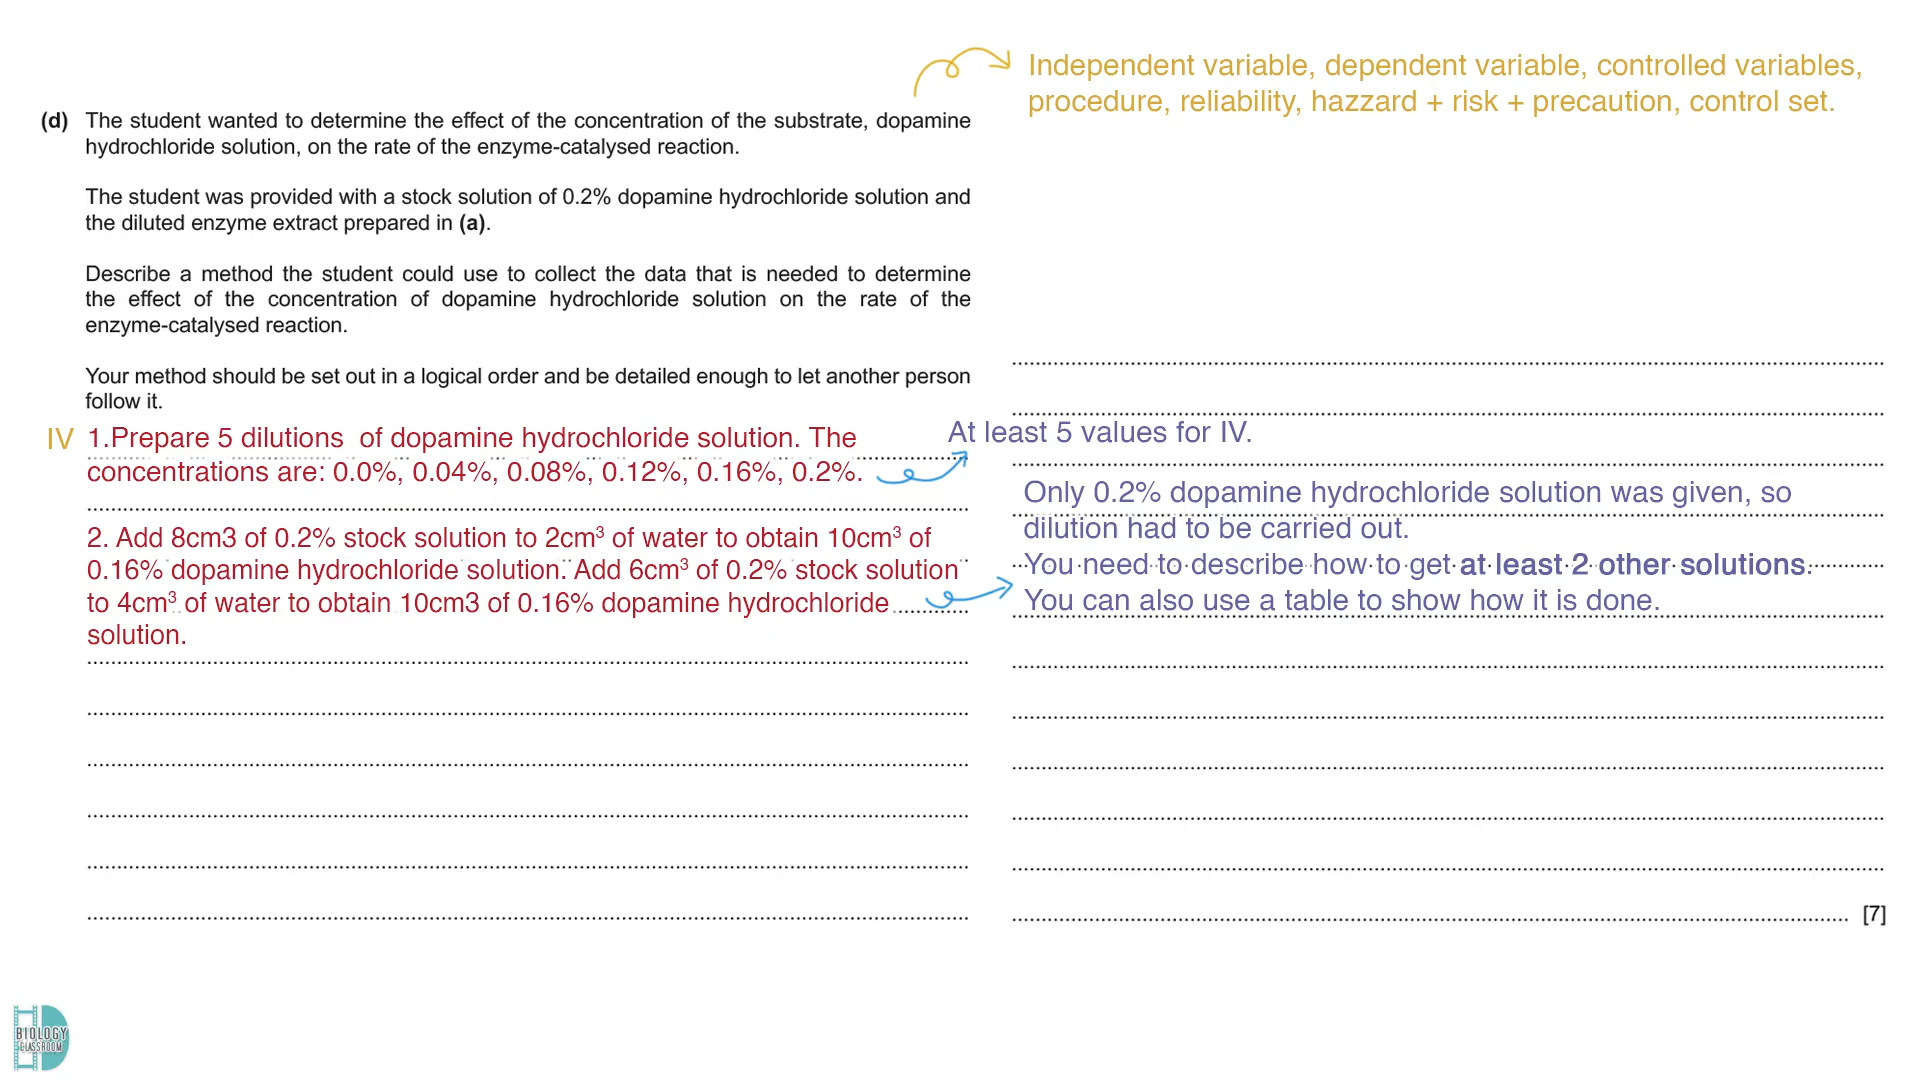 Independent variable, dependent variable, controlled variables,
procedure, reliability, hazzard + risk + precaution, control set.
(d) The student wanted to determine the effect of the concentration of the substrate, dopamine
hydrochloride solution, on the rate of the enzyme-catalysed reaction.
The student was provided with a stock solution of 0.2% dopamine hydrochloride solution and
the diluted enzyme extract prepared in (a).
Describe a method the student could use to collect the data that is needed to determine
the effect of the concentration of dopamine hydrochloride solution on the rate of the
enzyme-catalysed reaction.
Your method should be set out in a logical order and be detailed enough to let another person
follow it.
IV 1.Prepare 5 dilutions of dopamine hydrochloride solution. The
concentrations are: 0.0%, 0.04%, 0.08%, 0.12%, 0.16%, 0.2%.
2. Add 8cm3 of 0.2% stock solution to 2cm³ of water to obtain 10cm³ of
0.16% dopamine hydrochloride solution. Add 6cm³ of 0.2% stock solution
to 4cm³ of water to obtain 10cm3 of 0.16% dopamine hydrochloride
solution.
At least 5 values for IV.
Only 0.2% dopamine hydrochloride solution was given, so
dilution had to be carried out.
You need to describe how to get at least 2 other solutions.
You can also use a table to show how it is done.
[7]
BIOLOGY
CLASSROOM